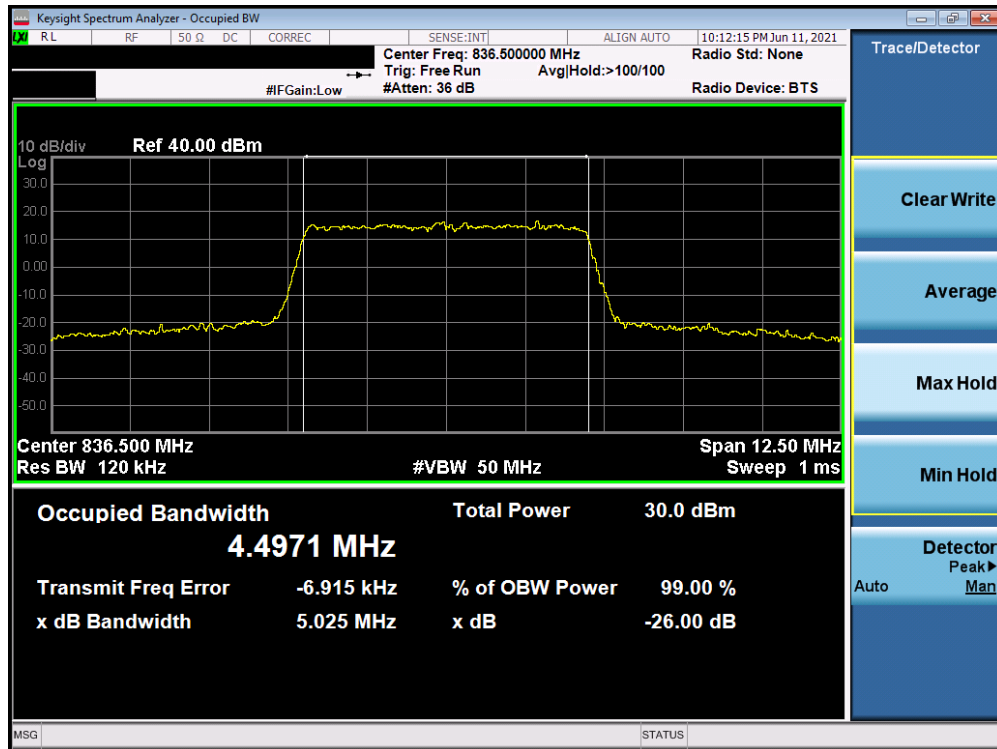 Keysight Spectrum Analyzer - Occupied BW
LXI RL RF 50 Ω DC CORREC SENSE:INT ALIGN AUTO 10:12:15 PM Jun 11, 2021
Center Freq: 836.500000 MHz Radio Std: None
Trig: Free Run Avg|Hold:>100/100
#IFGain:Low #Atten: 36 dB Radio Device: BTS
10 dB/div Ref 40.00 dBm
Log
30.0
20.0
10.0
0.00
-10.0
-20.0
-30.0
-40.0
-50.0
Center 836.500 MHz Span 12.50 MHz
Res BW 120 kHz #VBW 50 MHz Sweep 1 ms
Occupied Bandwidth Total Power 30.0 dBm
4.4971 MHz
Transmit Freq Error -6.915 kHz % of OBW Power 99.00 %
x dB Bandwidth 5.025 MHz x dB -26.00 dB
MSG STATUS
Trace/Detector
Clear Write
Average
Max Hold
Min Hold
Detector
Peak▶
Auto Man